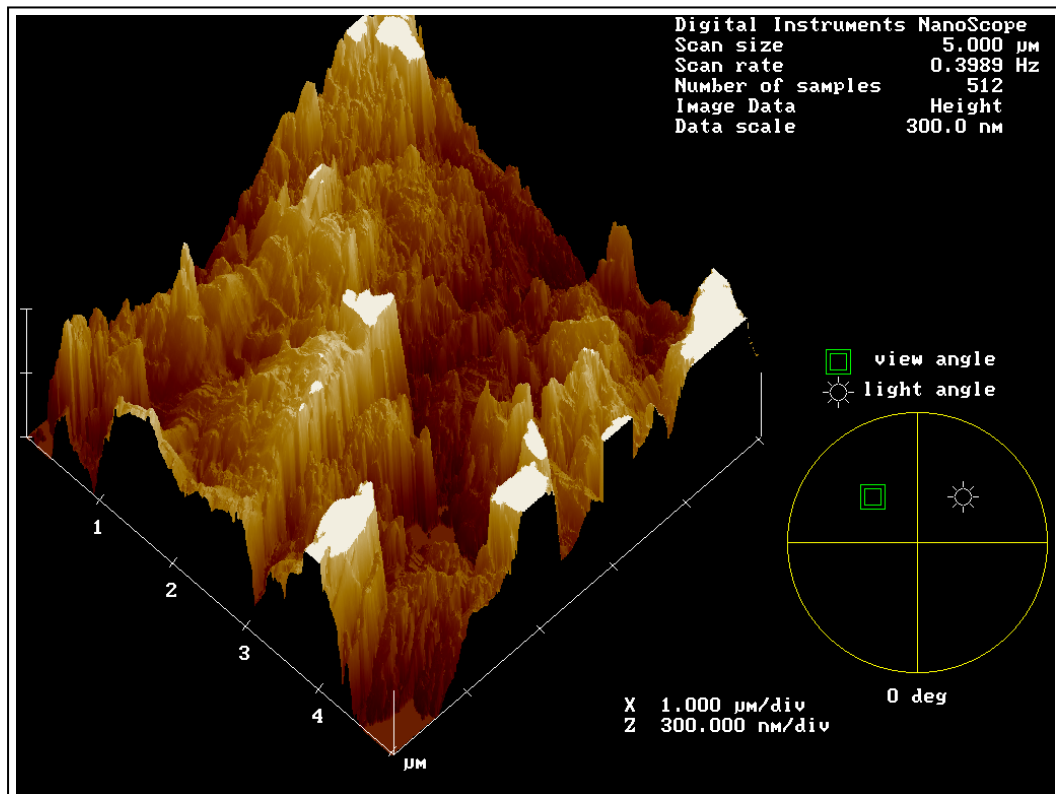 Digital Instruments NanoScope
Scan size 5.000 µm
Scan rate 0.3989 Hz
Number of samples 512
Image Data Height
Data scale 300.0 nm
view angle
light angle
1
2
3
4
µm
X 1.000 µm/div
Z 300.000 nm/div
0 deg